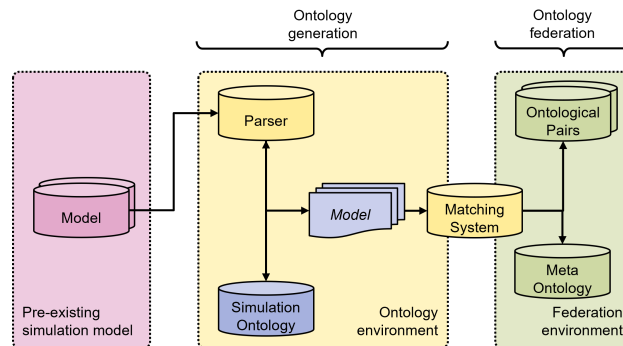 Ontology
generation
Ontology
federation
Parser
Ontological
Pairs
Model
Model
Matching
System
Simulation
Ontology
Meta
Ontology
Pre-existing
simulation model
Ontology
environment
Federation
environment